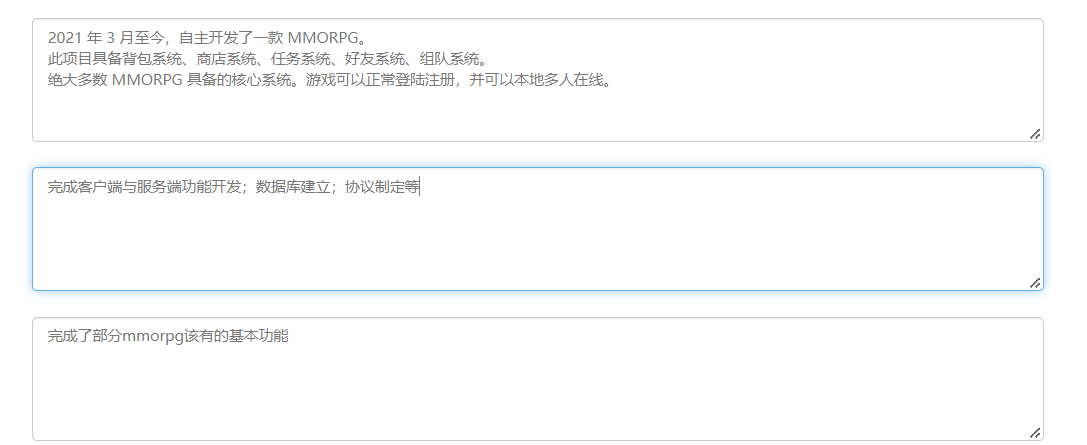 2021 年 3 月至今，自主开发了一款 MMORPG。
此项目具备背包系统、商店系统、任务系统、好友系统、组队系统。
绝大多数 MMORPG 具备的核心系统。游戏可以正常登陆注册，并可以本地多人在线。
完成客户端与服务端功能开发；数据库建立；协议制定等
完成了部分mmorpg该有的基本功能